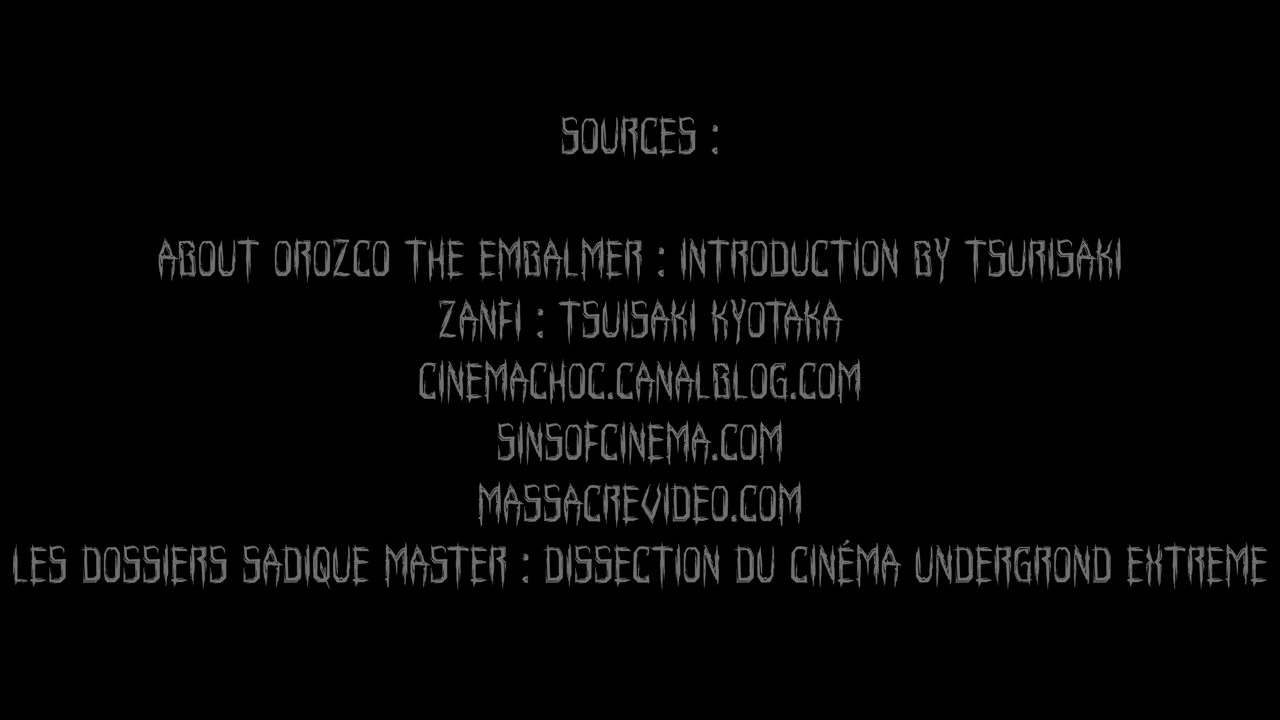 SOURCES :
ABOUT OROZCO THE EMBALMER : INTRODUCTION BY TSURISAKI
ZANFI : TSUISAKI KYOTAKA
CINEMACHOC.CANALBLOG.COM
SINSOFCINEMA.COM
MASSACREVIDEO.COM
LES DOSSIERS SADIQUE MASTER : DISSECTION DU CINÉMA UNDERGROND EXTREME